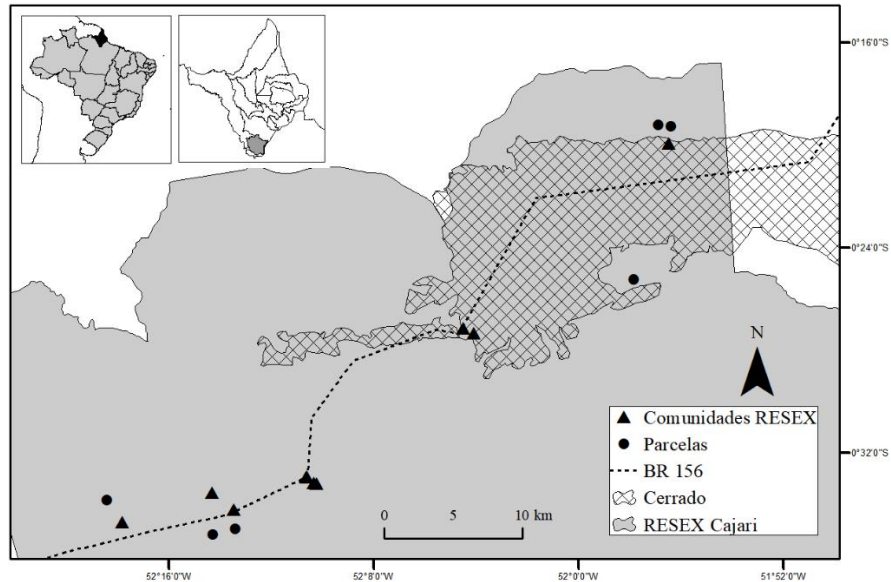 0°16'0"S
0°24'0"S
N
Comunidades RESEX
Parcelas
BR 156
Cerrado
RESEX Cajari
0°32'0"S
0 5 10 km
52°16'0"W 52°8'0"W 52°0'0"W 51°52'0"W